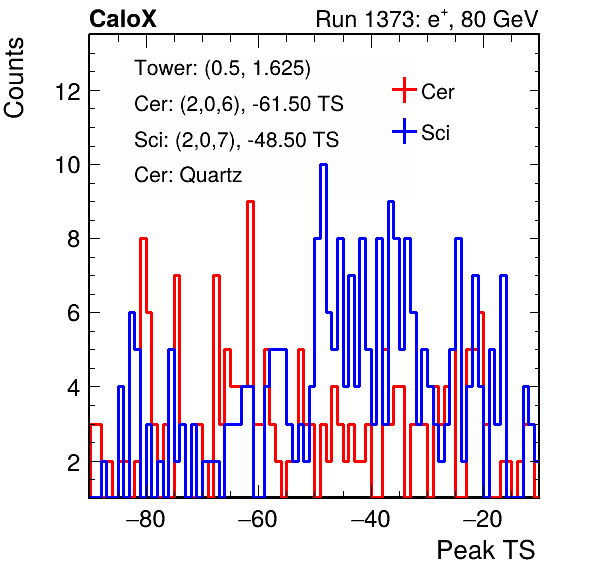 CaloX Run 1373: e⁺, 80 GeV
Counts
Tower: (0.5, 1.625)
Cer: (2,0,6), -61.50 TS
Sci: (2,0,7), -48.50 TS
Cer: Quartz
Cer
Sci
12
10
8
6
4
2
−80 −60 −40 −20
Peak TS